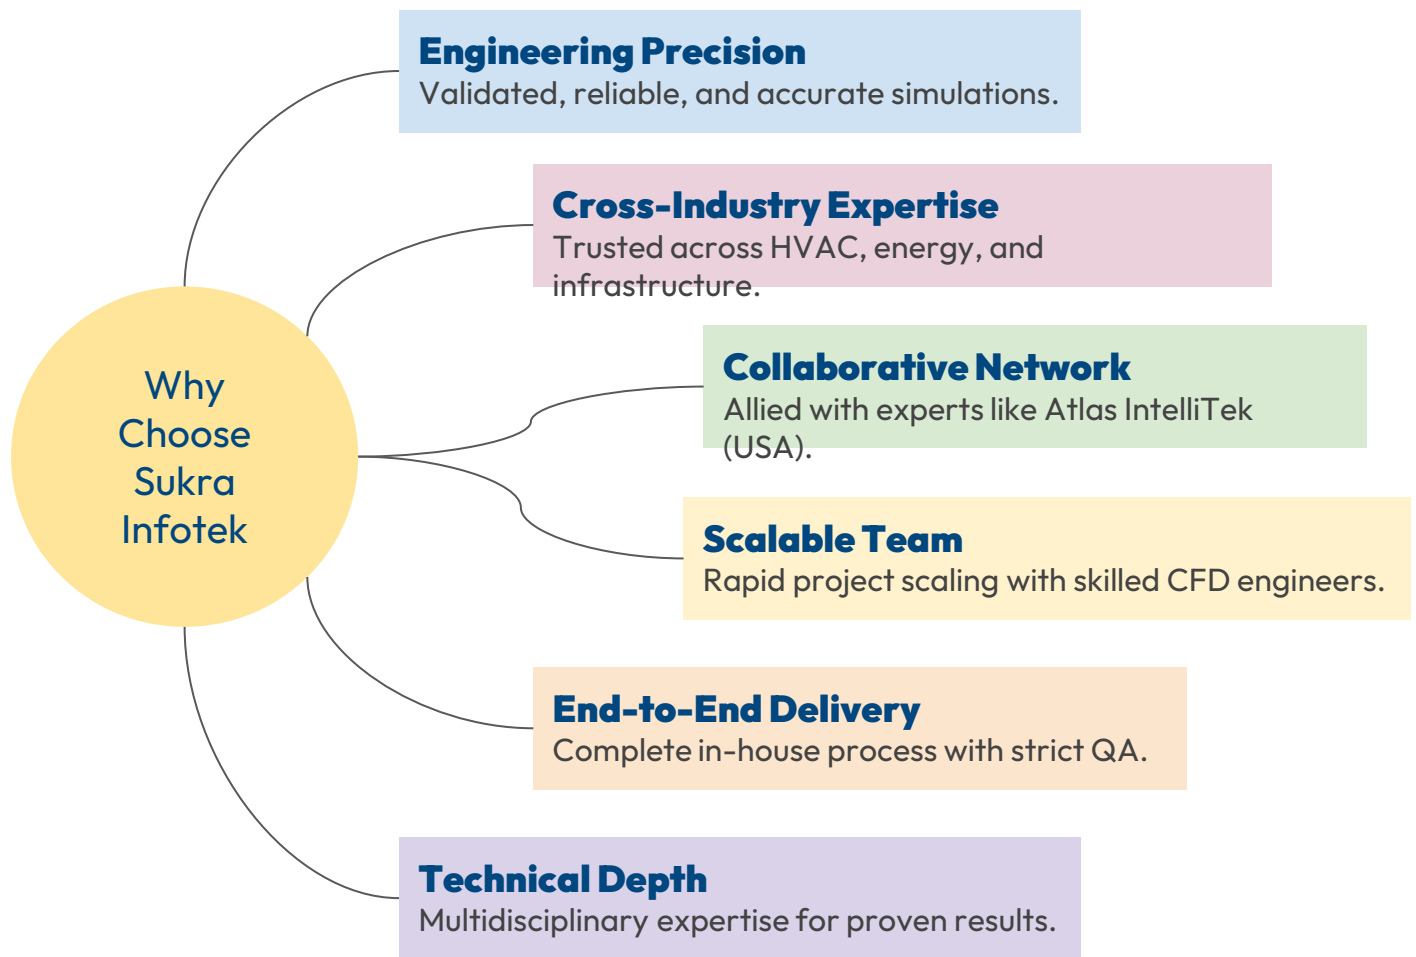 Why
Choose
Sukra
Infotek
Engineering Precision
Validated, reliable, and accurate simulations.
Cross-Industry Expertise
Trusted across HVAC, energy, and
infrastructure.
Collaborative Network
Allied with experts like Atlas IntelliTek
(USA).
Scalable Team
Rapid project scaling with skilled CFD engineers.
End-to-End Delivery
Complete in-house process with strict QA.
Technical Depth
Multidisciplinary expertise for proven results.